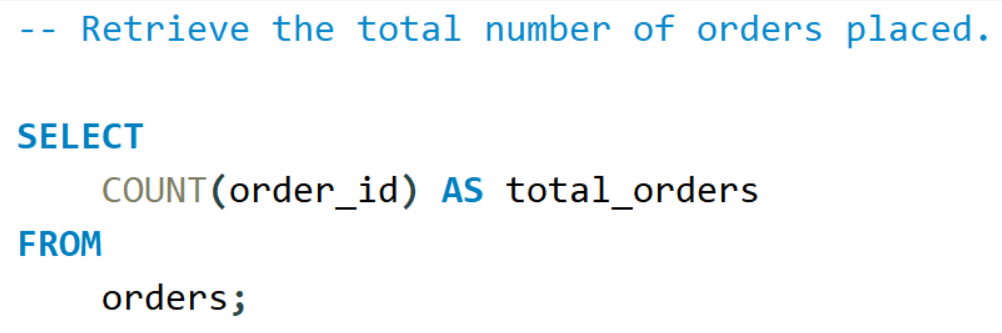 -- Retrieve the total number of orders placed.
SELECT
COUNT(order_id) AS total_orders
FROM
orders;